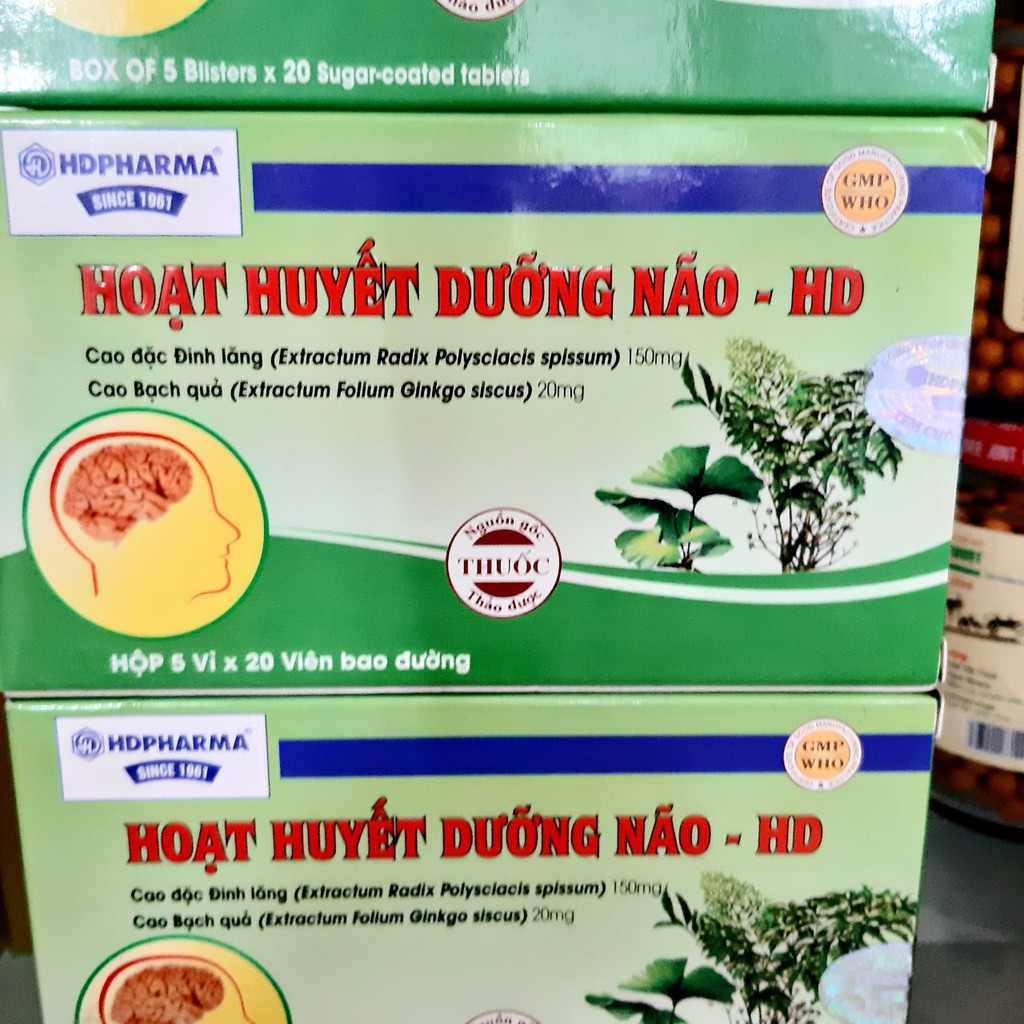 BOX OF 5 Blisters x 20 Sugar-coated tablets
HDPHARMA
SINCE 1961
GMP
WHO
HOẠT HUYẾT DƯỠNG NÃO - HD
Cao đặc Đinh lăng (Extractum Radix Polysciacis spissum) 150mg
Cao Bạch quả (Extractum Folium Ginkgo siscus) 20mg
Nguồn gốc
THUỐC
Thảo dược
HỘP 5 Vỉ x 20 Viên bao đường
HDPHARMA
SINCE 1961
GMP
WHO
HOẠT HUYẾT DƯỠNG NÃO - HD
Cao đặc Đinh lăng (Extractum Radix Polysciacis spissum) 150mg
Cao Bạch quả (Extractum Folium Ginkgo siscus) 20mg